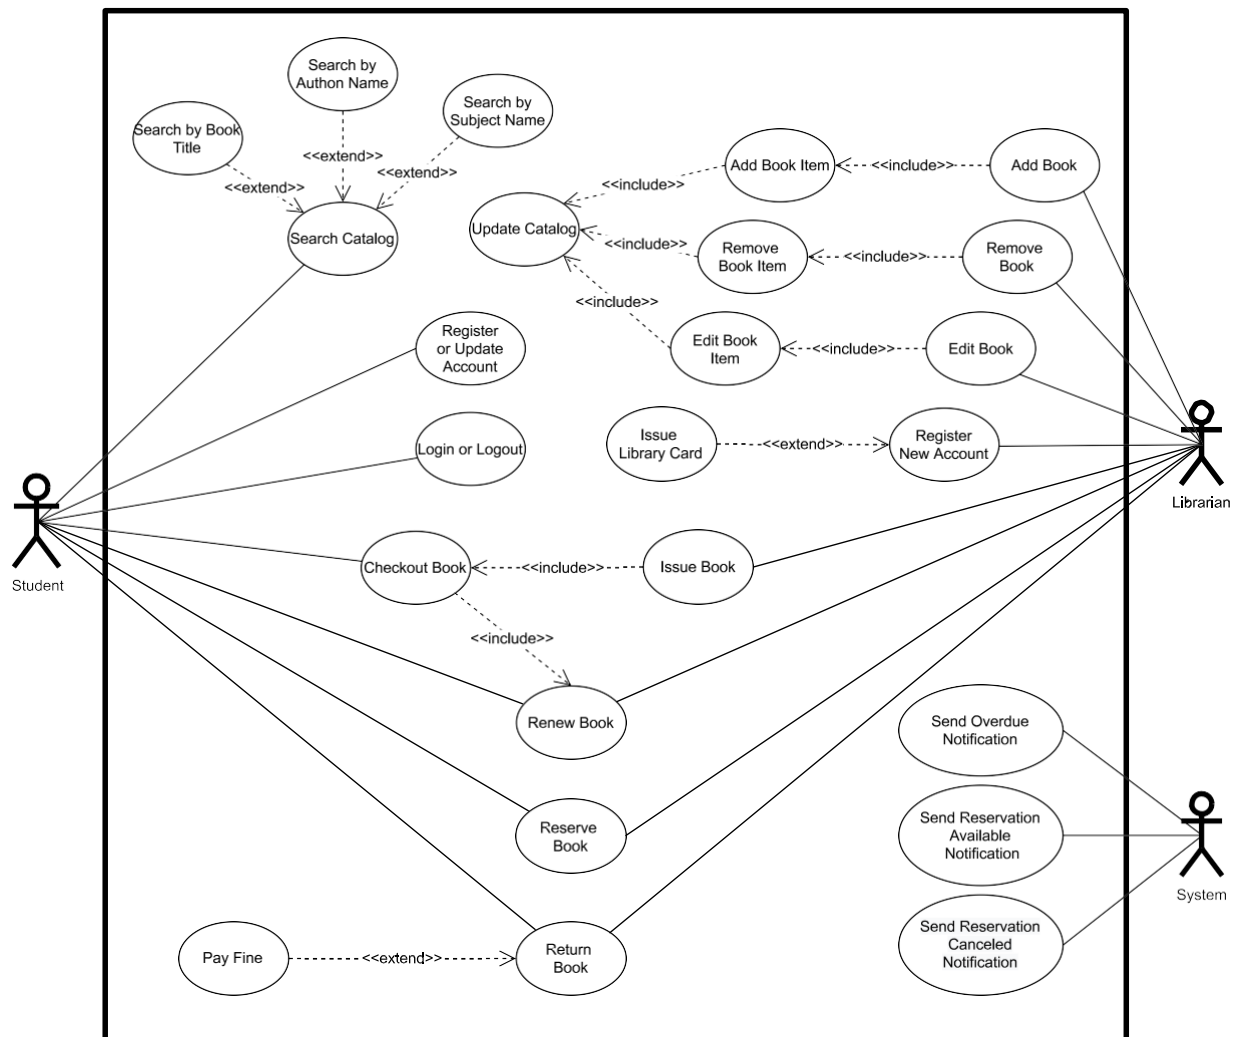 Search by
Authon Name
Search by
Subject Name
Search by Book
Title
<<extend>>
<<extend>>
<<extend>>
Search Catalog
Add Book Item
<<include>>
Add Book
<<include>>
Update Catalog
<<include>>
Remove
Book Item
<<include>>
Remove
Book
<<include>>
Edit Book
Item
<<include>>
Edit Book
Register
or Update
Account
Login or Logout
Issue
Library Card
<<extend>>
Register
New Account
Librarian
Student
Checkout Book
<<include>>
Issue Book
<<include>>
Renew Book
Send Overdue
Notification
Reserve
Book
Send Reservation
Available
Notification
System
Pay Fine
<<extend>>
Return
Book
Send Reservation
Canceled
Notification